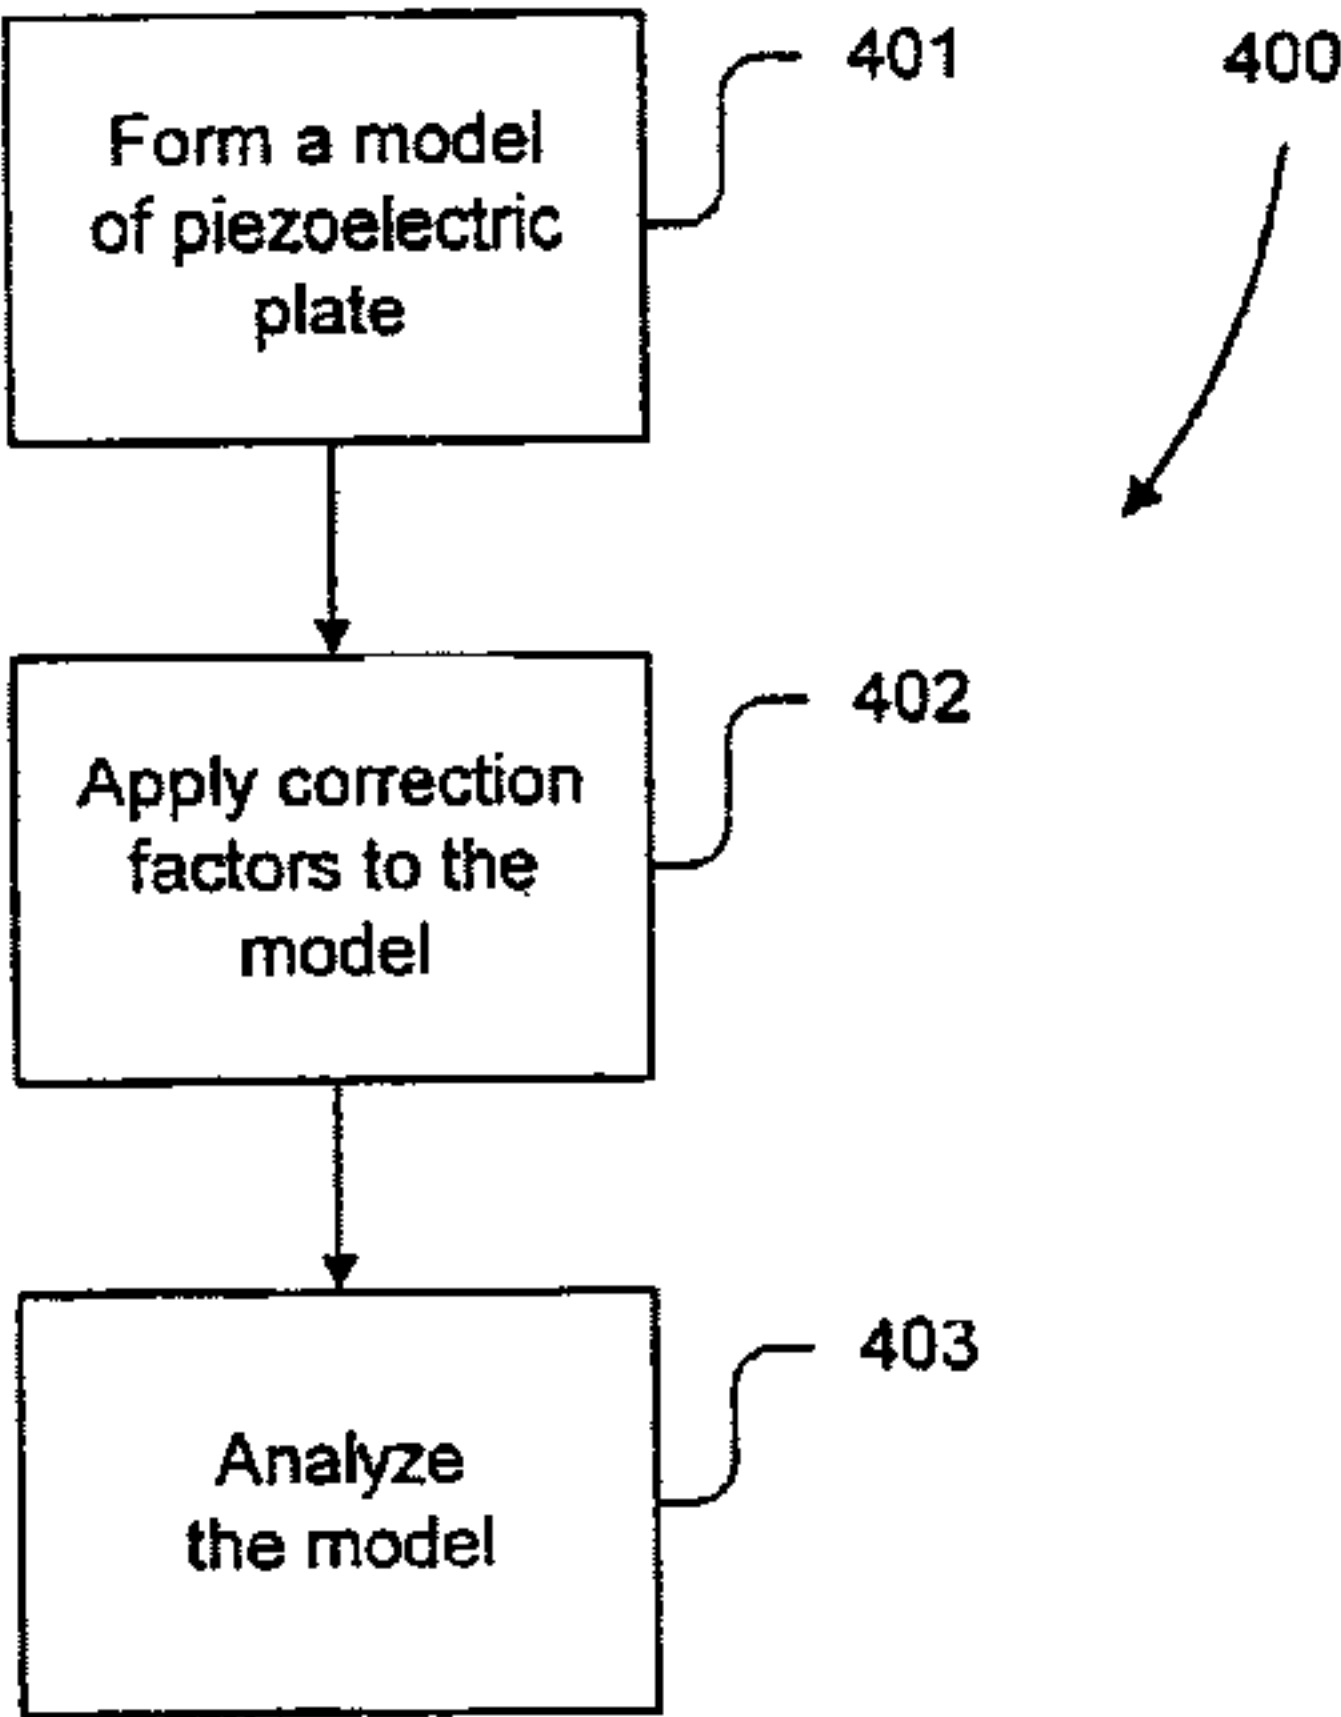 Form a model
of piezoelectric
plate
401
400
Apply correction
factors to the
model
402
Analyze
the model
403